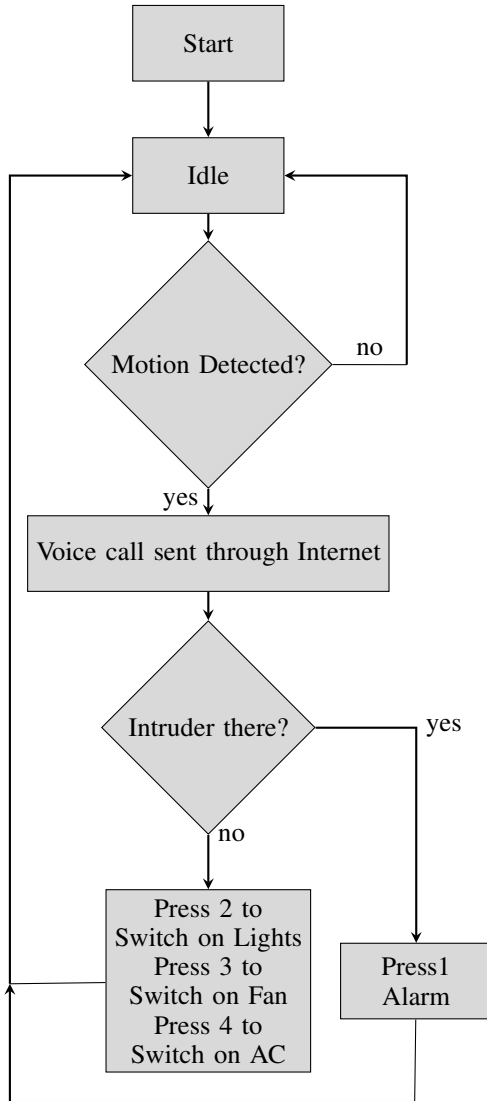 Start
Idle
Motion Detected?
no
yes
Voice call sent through Internet
Intruder there?
yes
no
Press 2 to
Switch on Lights
Press 3 to
Switch on Fan
Press 4 to
Switch on AC
Press1
Alarm